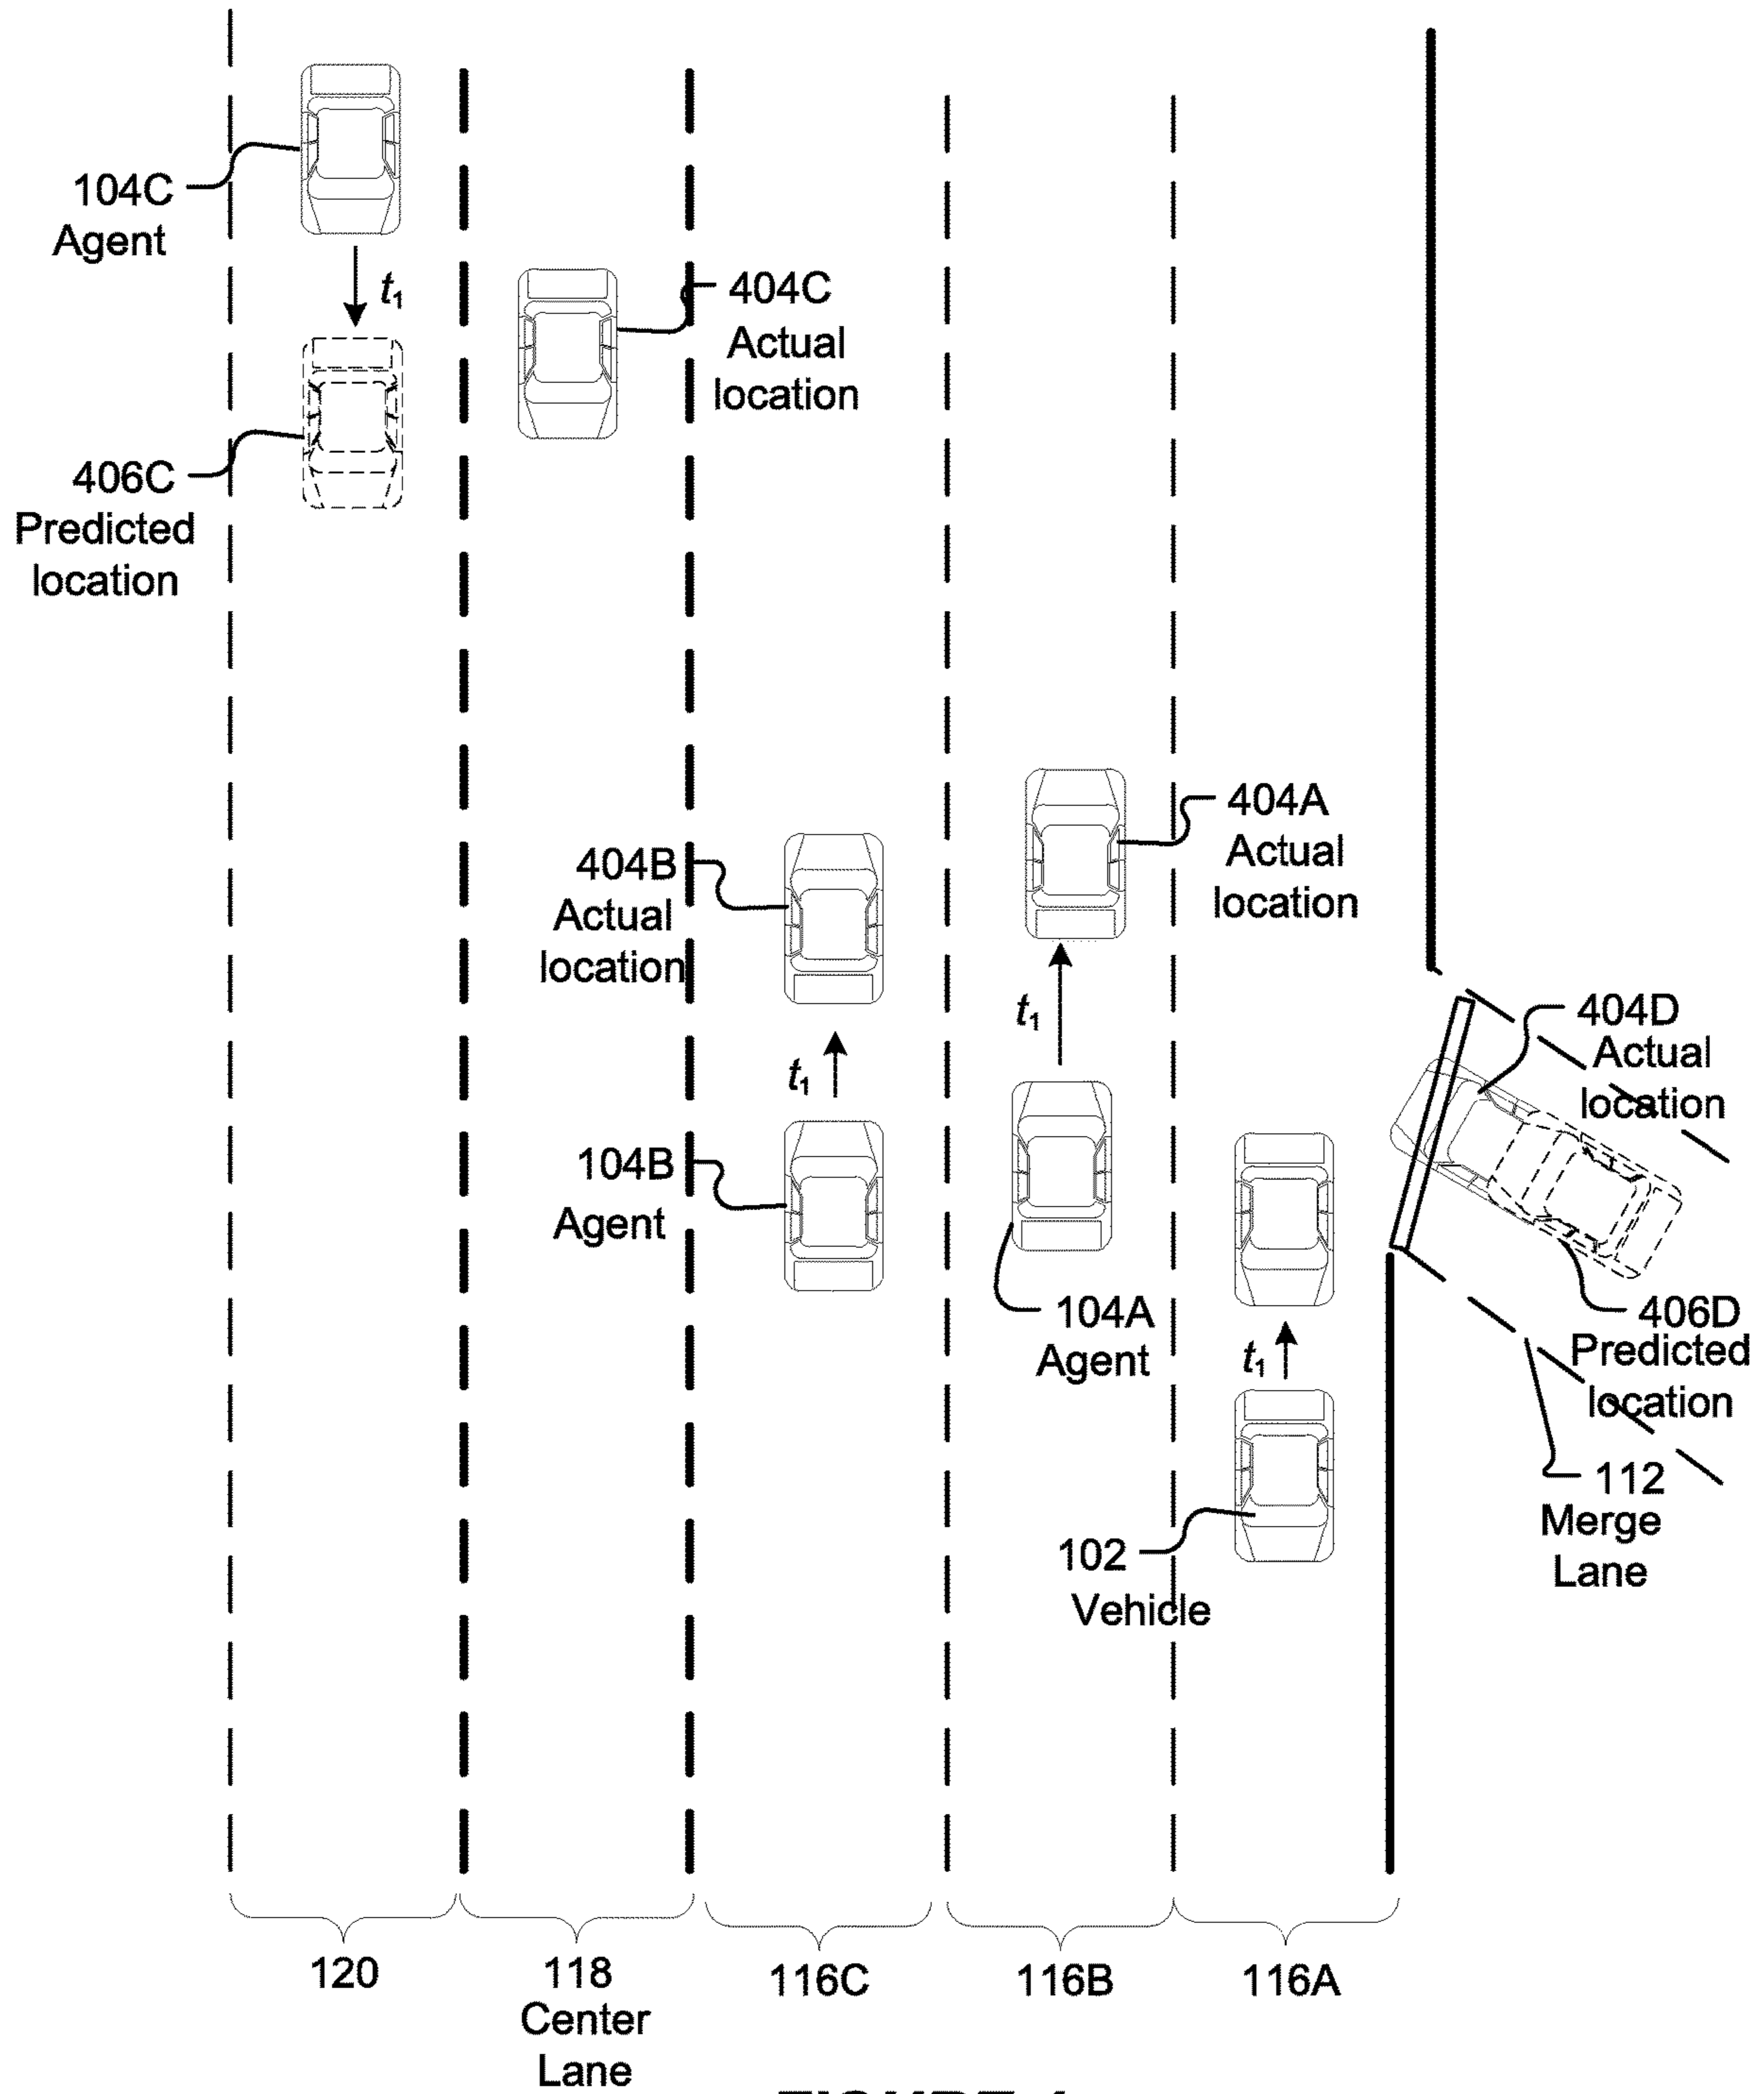 104C
Agent
t1
404C
Actual
location
406C
Predicted
location
404A
Actual
location
404B
Actual
location
t1
404D
Actual
location
t1
104B
Agent
104A
Agent
406D
Predicted
location
t1
112
Merge
Lane
102
Vehicle
120
118
Center
Lane
116C
116B
116A